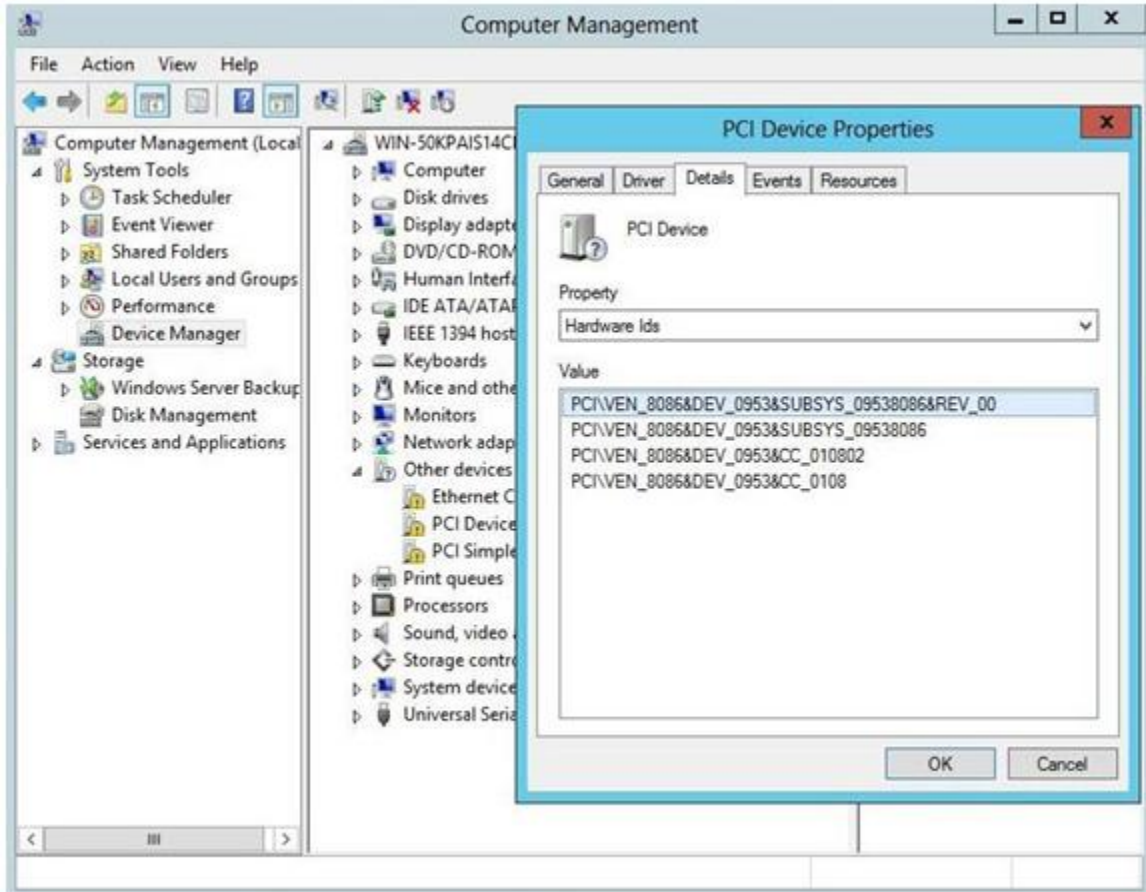 Computer Management
File Action View Help
Computer Management (Local
System Tools
Task Scheduler
Event Viewer
Shared Folders
Local Users and Groups
Performance
Device Manager
Storage
Windows Server Backup
Disk Management
Services and Applications
WIN-50KPAIS14C
Computer
Disk drives
Display adapte
DVD/CD-ROM
Human Interfa
IDE ATA/ATAP
IEEE 1394 host
Keyboards
Mice and othe
Monitors
Network adap
Other devices
Ethernet C
PCI Device
PCI Simple
Print queues
Processors
Sound, video
Storage contro
System device
Universal Seria
PCI Device Properties
General Driver Details Events Resources
PCI Device
Property
Hardware Ids
Value
PCI\VEN_8086&DEV_0953&SUBSYS_09538086&REV_00
PCI\VEN_8086&DEV_0953&SUBSYS_09538086
PCI\VEN_8086&DEV_0953&CC_010802
PCI\VEN_8086&DEV_0953&CC_0108
OK Cancel